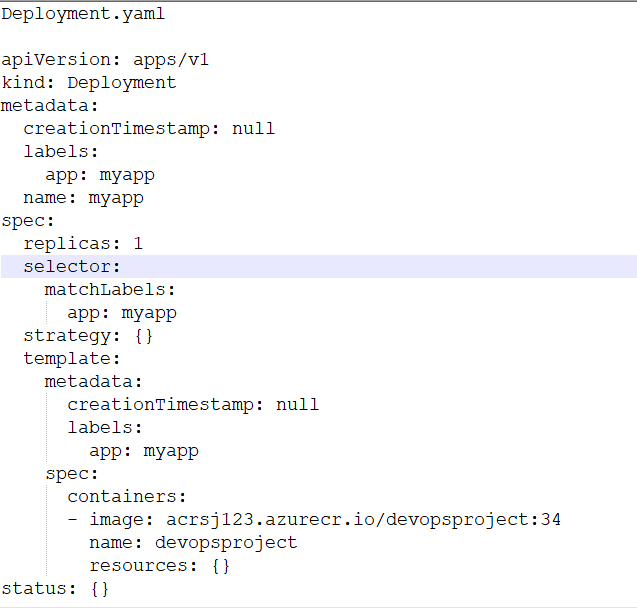 Deployment.yaml

apiVersion: apps/v1
kind: Deployment
metadata:
  creationTimestamp: null
  labels:
    app: myapp
  name: myapp
spec:
  replicas: 1
  selector:
    matchLabels:
      app: myapp
  strategy: {}
  template:
    metadata:
      creationTimestamp: null
      labels:
        app: myapp
    spec:
      containers:
      - image: acrsj123.azurecr.io/devopsproject:34
        name: devopsproject
        resources: {}
status: {}